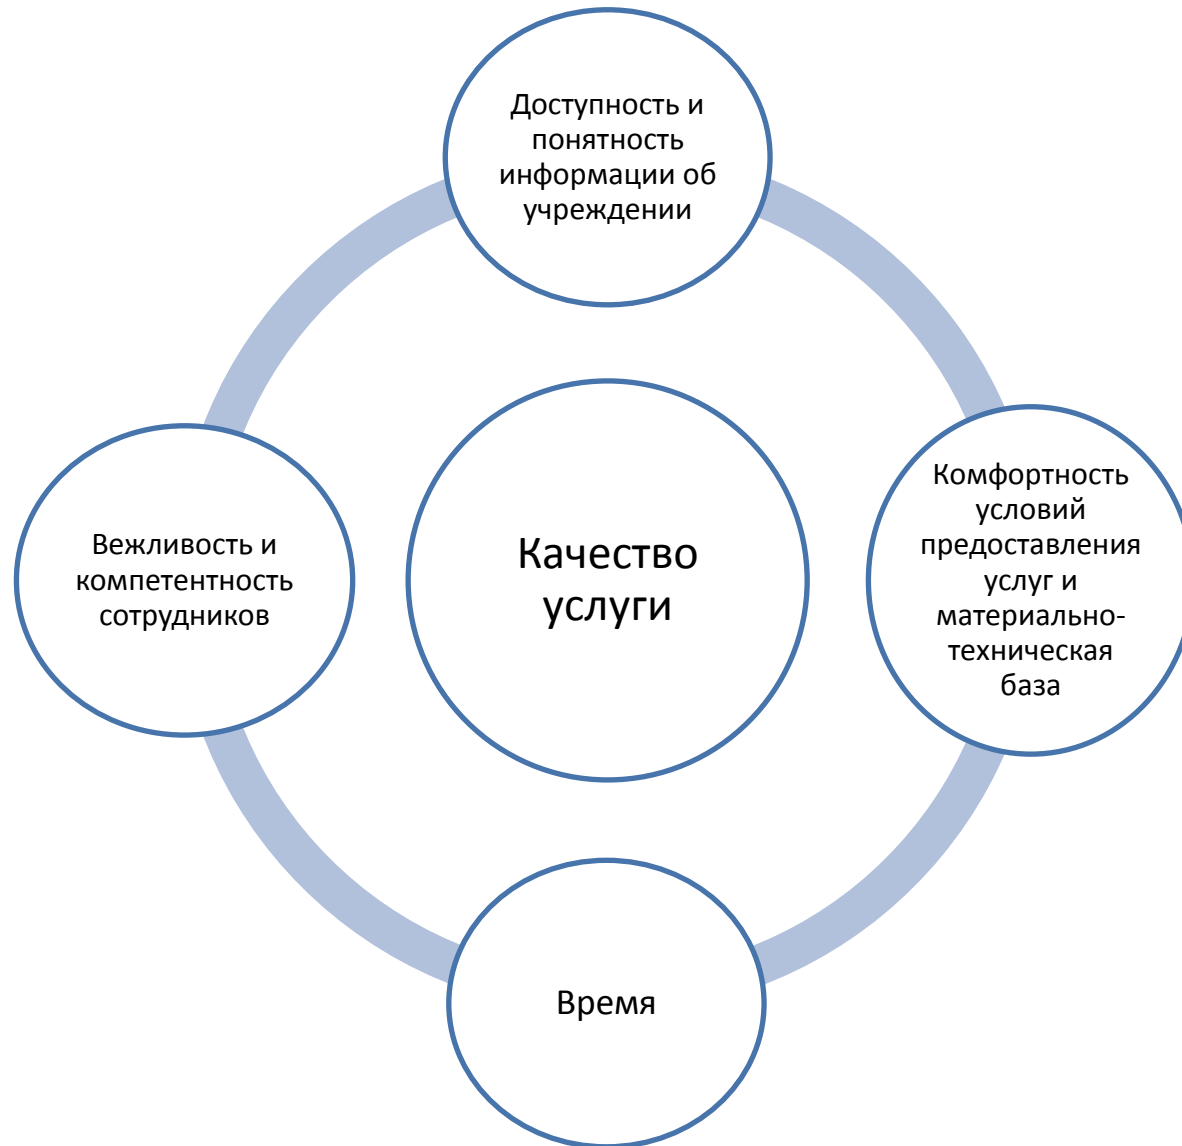 Доступность и
понятность
информации об
учреждении
Вежливость и
компетентность
сотрудников
Качество
услуги
Комфортность
условий
предоставления
услуг и
материально-
техническая
база
Время